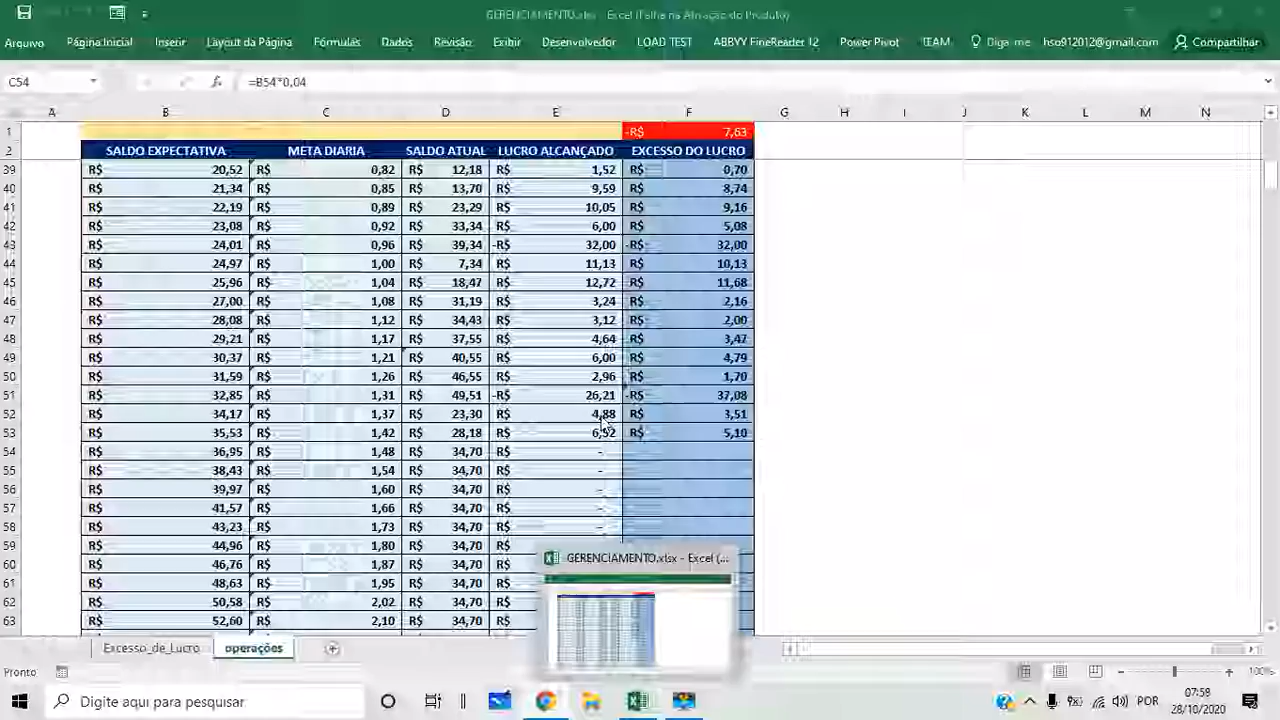 GERENCIAMENTO.xlsx - Excel (Falha na Ativação do Produto)
Arquivo Página Inicial Inserir Layout da Página Fórmulas Dados Revisão Exibir Desenvolvedor LOAD TEST ABBYY FineReader 12 Power Pivot TEAM Diga-me hso912012@gmail.com Compartilhar
C54 fx =B54*0,04
A B C D E F G H I J K L M N
1 -R$ 7,63
2 SALDO EXPECTATIVA META DIARIA SALDO ATUAL LUCRO ALCANÇADO EXCESSO DO LUCRO
39 R$ 20,52 R$ 0,82 R$ 12,18 R$ 1,52 R$ 0,70
40 R$ 21,34 R$ 0,85 R$ 13,70 R$ 9,59 R$ 8,74
41 R$ 22,19 R$ 0,89 R$ 23,29 R$ 10,05 R$ 9,16
42 R$ 23,08 R$ 0,92 R$ 33,34 R$ 6,00 R$ 5,08
43 R$ 24,01 R$ 0,96 R$ 39,34 -R$ 32,00 -R$ 32,00
44 R$ 24,97 R$ 1,00 R$ 7,34 R$ 11,13 R$ 10,13
45 R$ 25,96 R$ 1,04 R$ 18,47 R$ 12,72 R$ 11,68
46 R$ 27,00 R$ 1,08 R$ 31,19 R$ 3,24 R$ 2,16
47 R$ 28,08 R$ 1,12 R$ 34,43 R$ 3,12 R$ 2,00
48 R$ 29,21 R$ 1,17 R$ 37,55 R$ 4,64 R$ 3,47
49 R$ 30,37 R$ 1,21 R$ 40,55 R$ 6,00 R$ 4,79
50 R$ 31,59 R$ 1,26 R$ 46,55 R$ 2,96 R$ 1,70
51 R$ 32,85 R$ 1,31 R$ 49,51 -R$ 26,21 -R$ 37,08
52 R$ 34,17 R$ 1,37 R$ 23,30 R$ 4,88 R$ 3,51
53 R$ 35,53 R$ 1,42 R$ 28,18 R$ 6,52 R$ 5,10
54 R$ 36,95 R$ 1,48 R$ 34,70 R$ -
55 R$ 38,43 R$ 1,54 R$ 34,70 R$ -
56 R$ 39,97 R$ 1,60 R$ 34,70 R$ -
57 R$ 41,57 R$ 1,66 R$ 34,70 R$ -
58 R$ 43,23 R$ 1,73 R$ 34,70 R$ -
59 R$ 44,96 R$ 1,80 R$ 34,70 R$
GERENCIAMENTO.xlsx - Excel (...
60 R$ 46,76 R$ 1,87 R$ 34,70 R$
61 R$ 48,63 R$ 1,95 R$ 34,70 R$
62 R$ 50,58 R$ 2,02 R$ 34,70 R$
63 R$ 52,60 R$ 2,10 R$ 34,70 R$
Excesso_de_Lucro operações
Pronto 100%
Digite aqui para pesquisar POR 07:58
28/10/2020